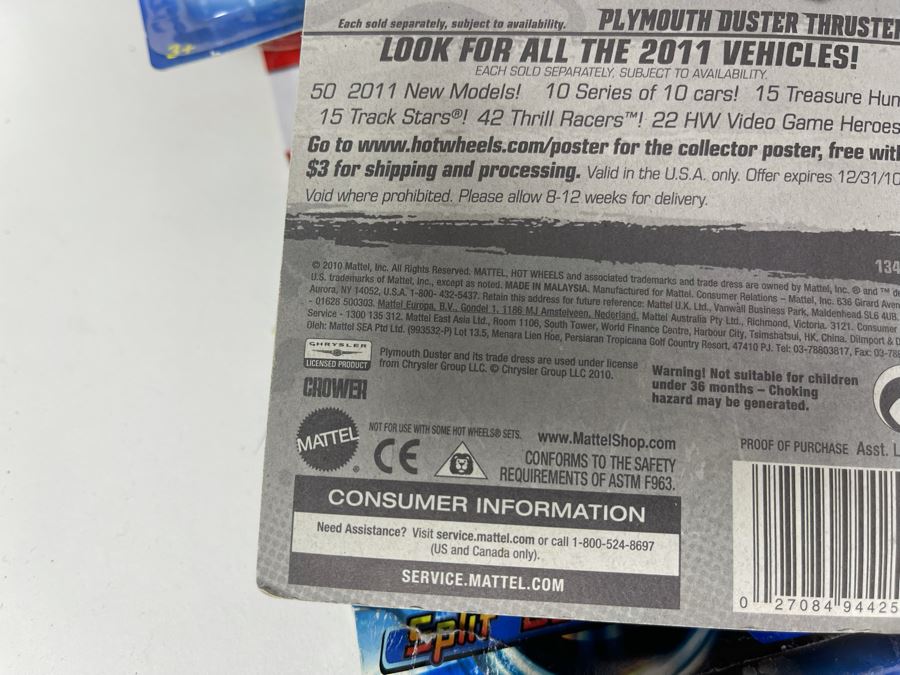 3+
Each sold separately, subject to availability.
PLYMOUTH DUSTER THRUSTER
LOOK FOR ALL THE 2011 VEHICLES!
EACH SOLD SEPARATELY. SUBJECT TO AVAILABILITY.
50 2011 New Models! 10 Series of 10 cars! 15 Treasure Hun
15 Track Stars®! 42 Thrill Racers™! 22 HW Video Game Heroes
Go to www.hotwheels.com/poster for the collector poster, free with
$3 for shipping and processing. Valid in the U.S.A. only. Offer expires 12/31/10
Void where prohibited. Please allow 8-12 weeks for delivery.
134
© 2010 Mattel, Inc. All Rights Reserved. MATTEL, HOT WHEELS and associated trademarks and trade dress are owned by Mattel, Inc. ® and ™ de
U.S. trademarks of Mattel, Inc., except as noted. MADE IN MALAYSIA. Manufactured for Mattel. Consumer Relations – Mattel, Inc. 636 Girard Aven
Aurora, NY 14052, U.S.A. 1-800- 432-5437. Retain this address for future reference: Mattel U.K. Ltd., Vanwall Business Park, Maidenhead SL6 4UB.
- 01628 500303. Mattel Europa, B.V., Gondel 1, 1186 MJ Amstelveen, Nederland. Mattel Australia Pty Ltd., Richmond, Victoria. 3121. Consumer
Service - 1300 135 312. Mattel East Asia Ltd., Room 1106, South Tower, World Finance Centre, Harbour City, Tsimshatsui, HK, China. Diimport & D
Oleh: Mattel SEA Ptd Ltd. (993532-P) Lot 13.5, Menara Lien Hoe, Persiaran Tropicana Golf Country Resort, 47410 PJ. Tel: 03-78803817, Fax: 03-78
CHRYSLER
LICENSED PRODUCT
Plymouth Duster and its trade dress are used under license
from Chrysler Group LLC. © Chrysler Group LLC 2010.
Warning! Not suitable for children
under 36 months – Choking
hazard may be generated.
CROWER
MATTEL®
NOT FOR USE WITH SOME HOT WHEELS® SETS.
CE
www.MattelShop.com
CONFORMS TO THE SAFETY
REQUIREMENTS OF ASTM F963.
PROOF OF PURCHASE Asst. L
CONSUMER INFORMATION
Need Assistance? Visit service.mattel.com or call 1-800-524-8697
(US and Canada only).
SERVICE.MATTEL.COM
0 27084 94425
Split